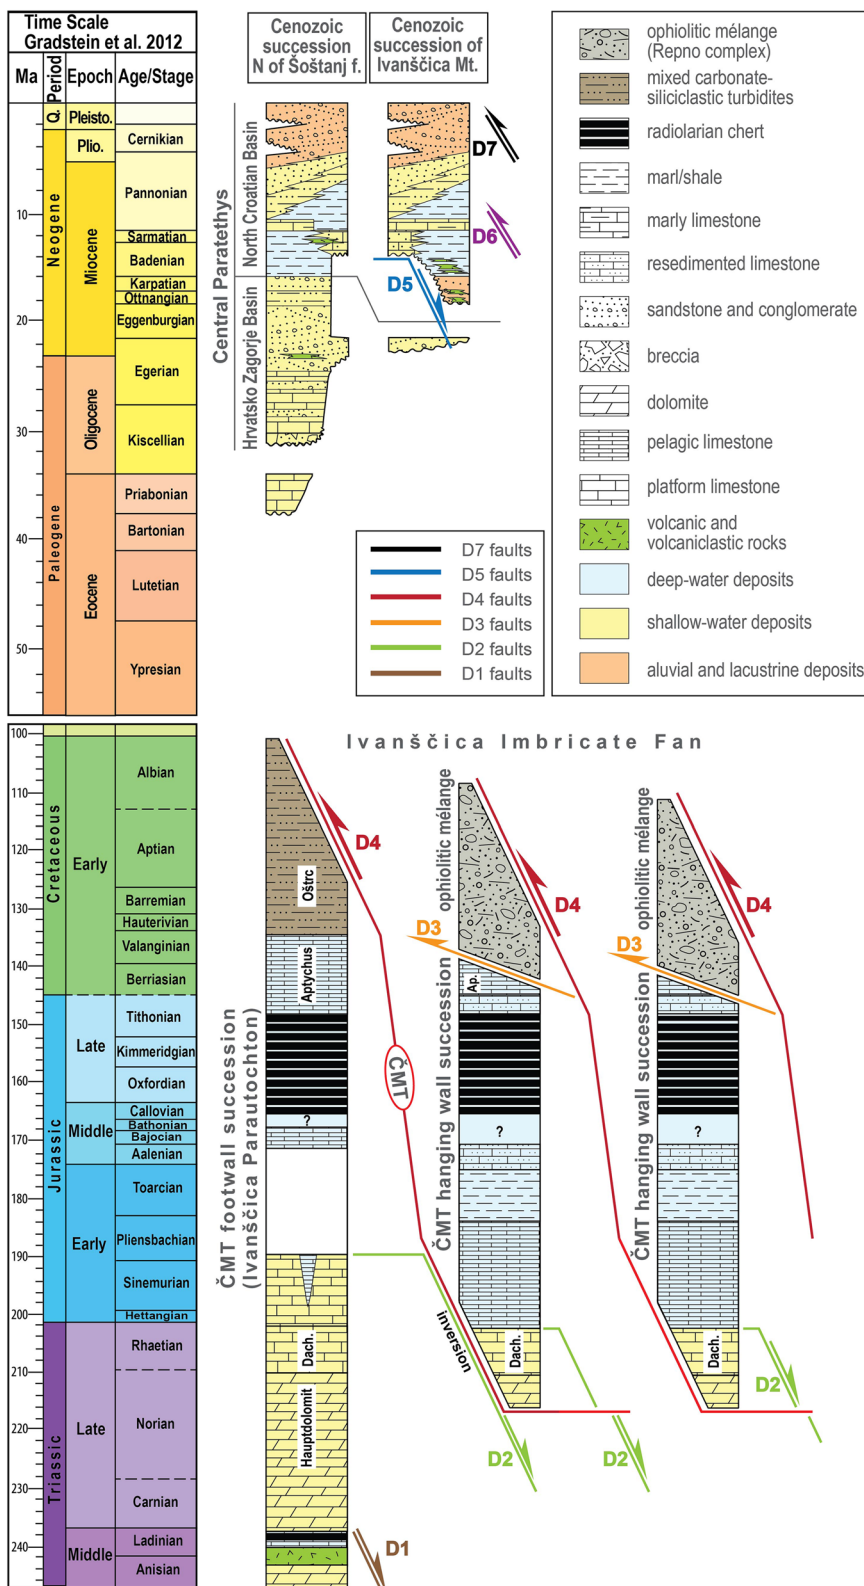 Time Scale
Gradstein et al. 2012
Ma
Period
Epoch
Age/Stage
Cenozoic
succession
N of Šoštanj f.
Cenozoic
succession of
Ivanščica Mt.
Q.
Neogene
Paleogene
Pleisto.
Plio.
Miocene
Oligocene
Eocene
Cernikian
Pannonian
Sarmatian
Badenian
Karpatian
Ottnangian
Eggenburgian
Egerian
Kiscellian
Priabonian
Bartonian
Lutetian
Ypresian
10
20
30
40
50
Central Paratethys
North Croatian Basin
Hrvatsko Zagorje Basin
D7
D6
D5
ophiolitic mélange
(Repno complex)
mixed carbonate-
siliciclastic turbidites
radiolarian chert
marl/shale
marly limestone
resedimented limestone
sandstone and conglomerate
breccia
dolomite
pelagic limestone
platform limestone
volcanic and
volcaniclastic rocks
deep-water deposits
shallow-water deposits
aluvial and lacustrine deposits
D7 faults
D5 faults
D4 faults
D3 faults
D2 faults
D1 faults
Ivanščica Imbricate Fan
100
110
120
130
140
150
160
170
180
190
200
210
220
230
240
Cretaceous
Jurassic
Triassic
Early
Late
Middle
Early
Late
Middle
Albian
Aptian
Barremian
Hauterivian
Valanginian
Berriasian
Tithonian
Kimmeridgian
Oxfordian
Callovian
Bathonian
Bajocian
Aalenian
Toarcian
Pliensbachian
Sinemurian
Hettangian
Rhaetian
Norian
Carnian
Ladinian
Anisian
ČMT footwall succession
(Ivanščica Parautochton)
Oštrc
Aptychus
?
Dach.
Hauptdolomit
D4
ČMT
D1
inversion
D2
ophiolitic mélange
ČMT hanging wall succession
D3
D4
Ap.
?
Dach.
D2
ophiolitic mélange
ČMT hanging wall succession
D3
D4
?
Dach.
D2